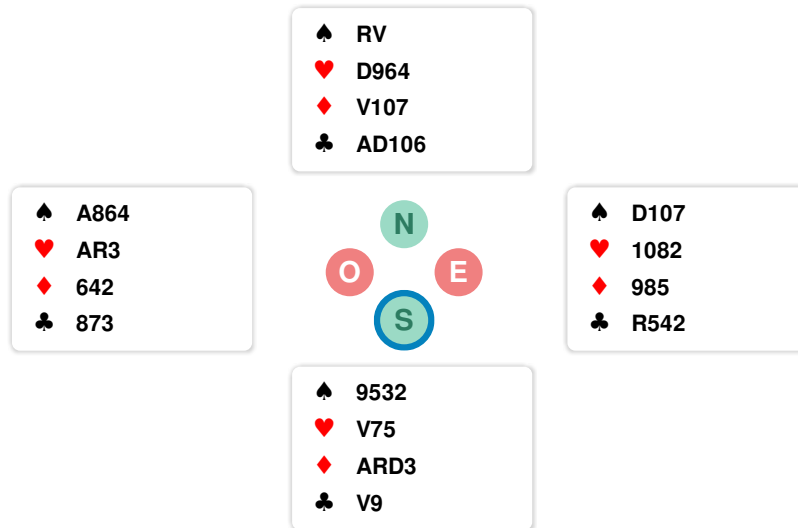 ♠ RV
♥ D964
♦ V107
♣ AD106
♠ A864
♥ AR3
♦ 642
♣ 873
N
O E
S
♠ D107
♥ 1082
♦ 985
♣ R542
♠ 9532
♥ V75
♦ ARD3
♣ V9